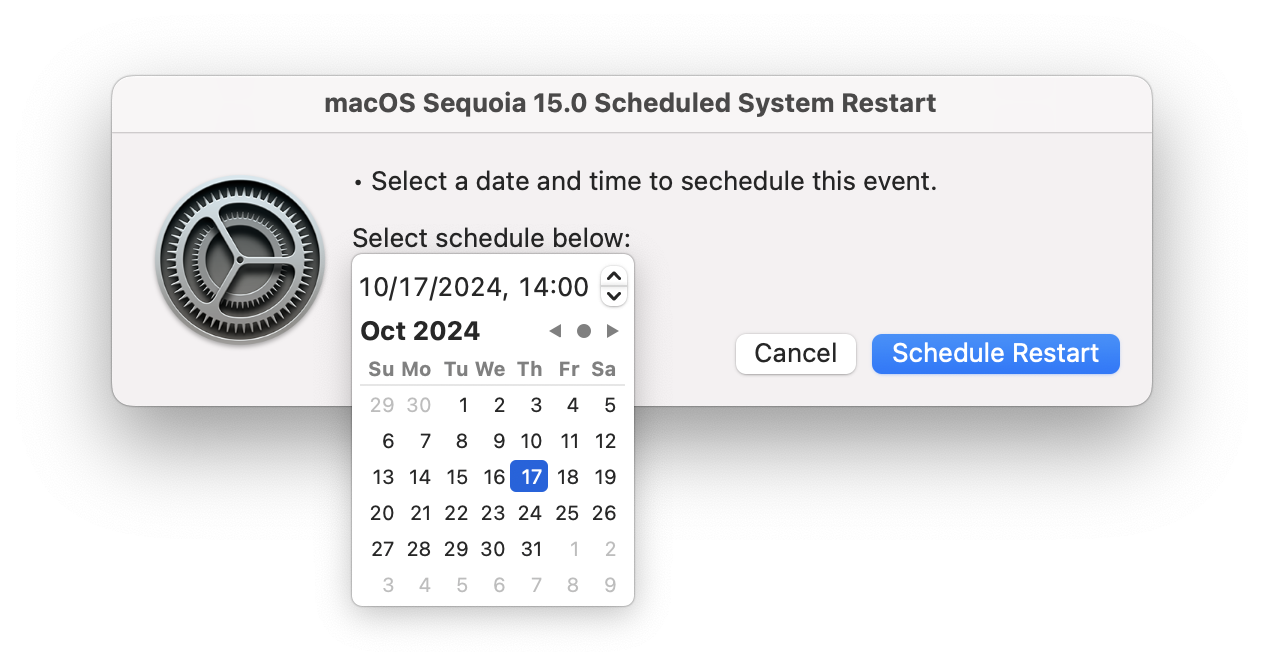 macOS Sequoia 15.0 Scheduled System Restart
• Select a date and time to sechedule this event.
Select schedule below:
10/17/2024, 14:00
Oct 2024
Su Mo Tu We Th Fr Sa
29 30 1 2 3 4 5
6 7 8 9 10 11 12
13 14 15 16 17 18 19
20 21 22 23 24 25 26
27 28 29 30 31 1 2
3 4 5 6 7 8 9
Cancel Schedule Restart